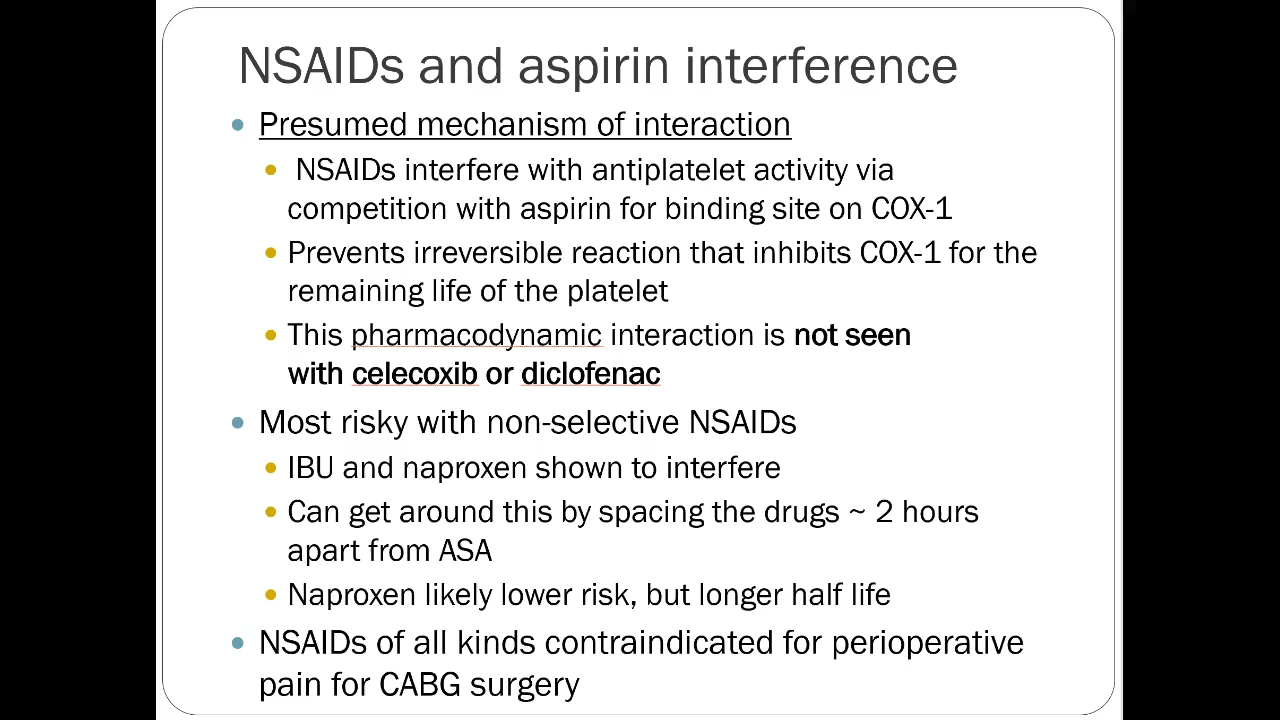 NSAIDs and aspirin interference
• Presumed mechanism of interaction
• NSAIDs interfere with antiplatelet activity via
competition with aspirin for binding site on COX-1
• Prevents irreversible reaction that inhibits COX-1 for the
remaining life of the platelet
• This pharmacodynamic interaction is not seen
with celecoxib or diclofenac
• Most risky with non-selective NSAIDs
• IBU and naproxen shown to interfere
• Can get around this by spacing the drugs ~ 2 hours
apart from ASA
• Naproxen likely lower risk, but longer half life
• NSAIDs of all kinds contraindicated for perioperative
pain for CABG surgery